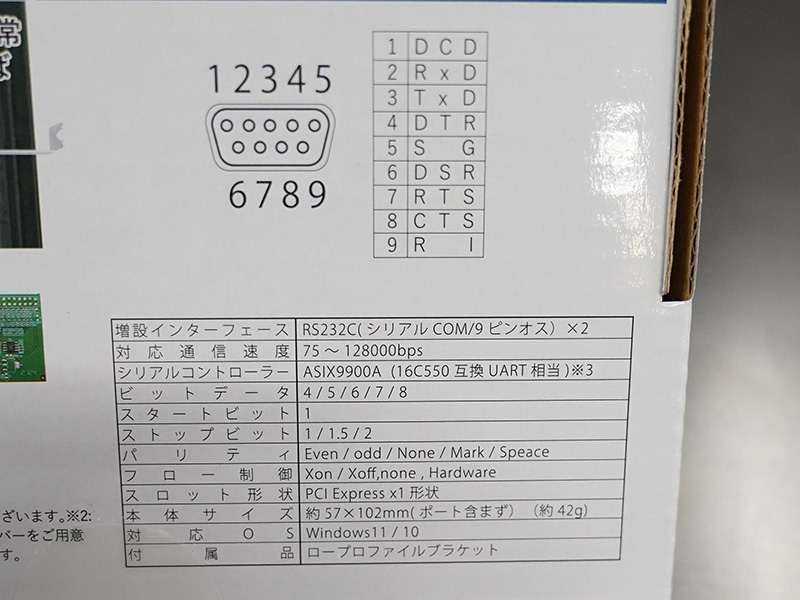 常
ば
12345
6789
1 DCD
2 RxD
3 TxD
4 DTR
5 SG
6 DSR
7 RTS
8 CTS
9 RI
増設インターフェース RS232C(シリアルCOM/9ピンオス) ×2
対応通信速度 75～128000bps
シリアルコントローラー ASIX9900A (16C550互換UART相当)※3
ビットデータ 4/5/6/7/8
スタートビット 1
ストップビット 1/1.5/2
パリティ Even / odd / None / Mark / Speace
フロー制御 Xon / Xoff,none , Hardware
スロット形状 PCI Express x1形状
本体サイズ 約57×102mm(ポート含まず) (約42g)
対応OS Windows11 / 10
付属品 ロープロファイルブラケット
ざいます。※2:
バーをご用意
す。